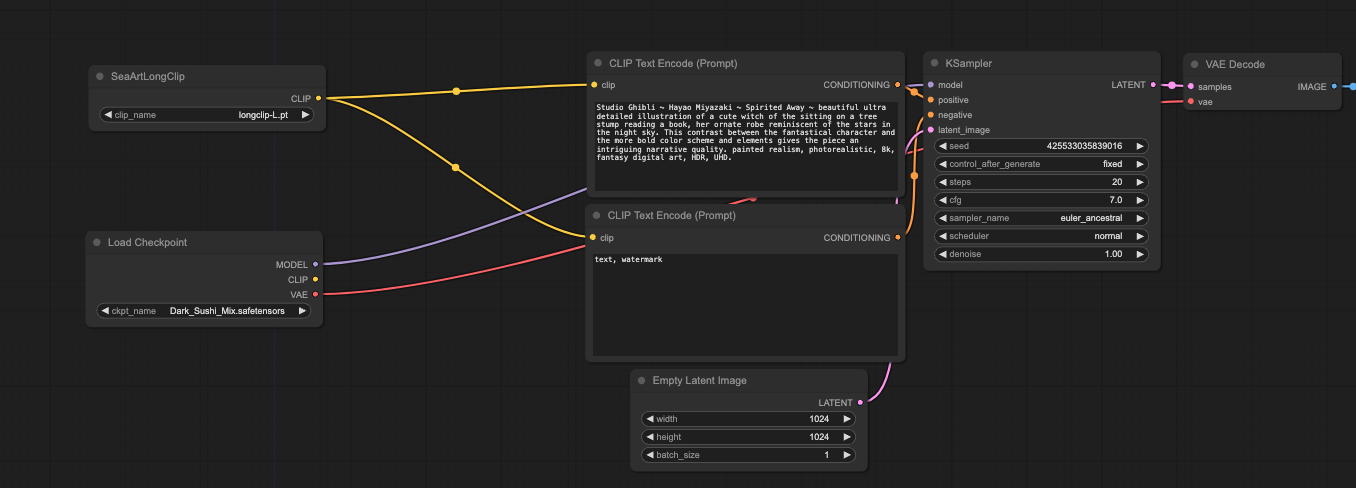 SeaArtLongClip
CLIP
clip_name longclip-L.pt
Load Checkpoint
MODEL
CLIP
VAE
ckpt_name Dark_Sushi_Mix.safetensors
CLIP Text Encode (Prompt)
clip CONDITIONING
Studio Ghibli ~ Hayao Miyazaki ~ Spirited Away ~ beautiful ultra
detailed illustration of a cute witch of the sitting on a tree
stump reading a book, her ornate robe reminiscent of the stars in
the night sky. This contrast between the fantastical character and
the more bold color scheme and elements gives the piece an
intriguing narrative quality. painted realism, photorealistic, 8k,
fantasy digital art, HDR, UHD.
CLIP Text Encode (Prompt)
clip CONDITIONING
text, watermark
Empty Latent Image
LATENT
width 1024
height 1024
batch_size 1
KSampler
model LATENT
positive
negative
latent_image
seed 425533035839016
control_after_generate fixed
steps 20
cfg 7.0
sampler_name euler_ancestral
scheduler normal
denoise 1.00
VAE Decode
samples IMAGE
vae